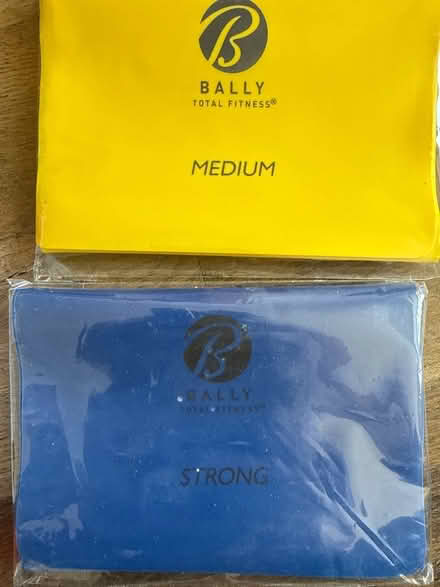 B
BALLY
TOTAL FITNESS®
MEDIUM
B
BALLY
TOTAL FITNESS®
STRONG